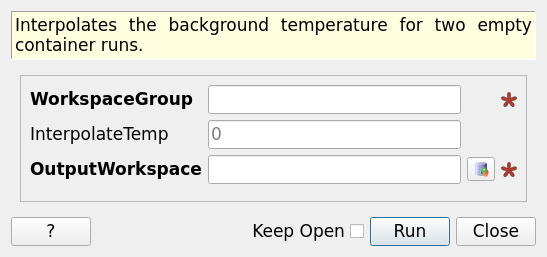 Interpolates the background temperature for two empty
container runs.
WorkspaceGroup *
InterpolateTemp 0
OutputWorkspace *
? Keep Open Run Close